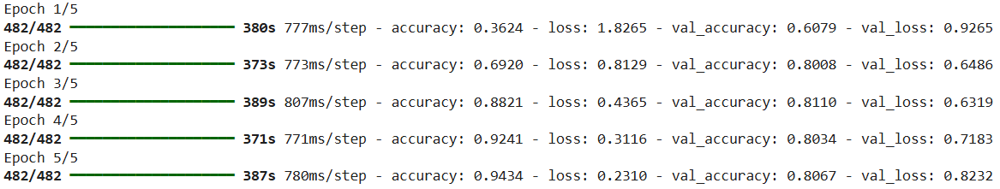 Epoch 1/5
482/482 ━━━━━━━━━━━━━━━━━━━━ 380s 777ms/step - accuracy: 0.3624 - loss: 1.8265 - val_accuracy: 0.6079 - val_loss: 0.9265
Epoch 2/5
482/482 ━━━━━━━━━━━━━━━━━━━━ 373s 773ms/step - accuracy: 0.6920 - loss: 0.8129 - val_accuracy: 0.8008 - val_loss: 0.6486
Epoch 3/5
482/482 ━━━━━━━━━━━━━━━━━━━━ 389s 807ms/step - accuracy: 0.8821 - loss: 0.4365 - val_accuracy: 0.8110 - val_loss: 0.6319
Epoch 4/5
482/482 ━━━━━━━━━━━━━━━━━━━━ 371s 771ms/step - accuracy: 0.9241 - loss: 0.3116 - val_accuracy: 0.8034 - val_loss: 0.7183
Epoch 5/5
482/482 ━━━━━━━━━━━━━━━━━━━━ 387s 780ms/step - accuracy: 0.9434 - loss: 0.2310 - val_accuracy: 0.8067 - val_loss: 0.8232